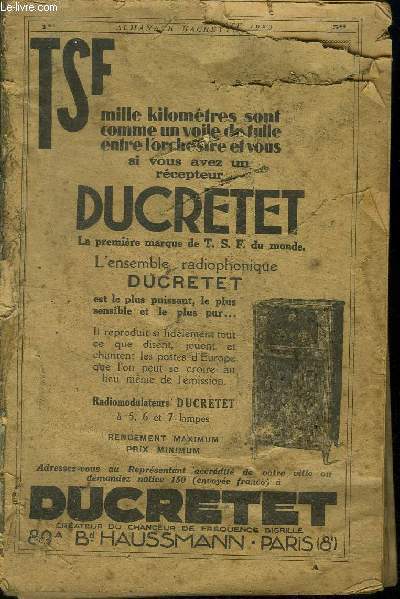 Le-livre.com
ALMANACH HACHETTE
TSF
mille kilomètres sont
comme un voile de tulle
entre l'orchestre et vous
si vous avez un
récepteur
DUCRETET
La première marque de T. S. F. du monde.
L'ensemble radiophonique
DUCRETET
est le plus puissant, le plus
sensible et le plus pur...
Il reproduit si fidèlement tout
ce que disent, jouent et
chantent les postes d'Europe
que l'on peut se croire au
lieu même de l'émission.
Radiomodulateurs DUCRETET
à 5, 6 et 7 lampes
RENDEMENT MAXIMUM
PRIX MINIMUM
Adressez-vous au Représentant accrédité de votre ville ou
demandez notice 150 (envoyée franco) à
DUCRETET
CRÉATEUR DU CHANGEUR DE FRÉQUENCE BIGRILLE
89A Bd HAUSSMANN · PARIS (8e)
A